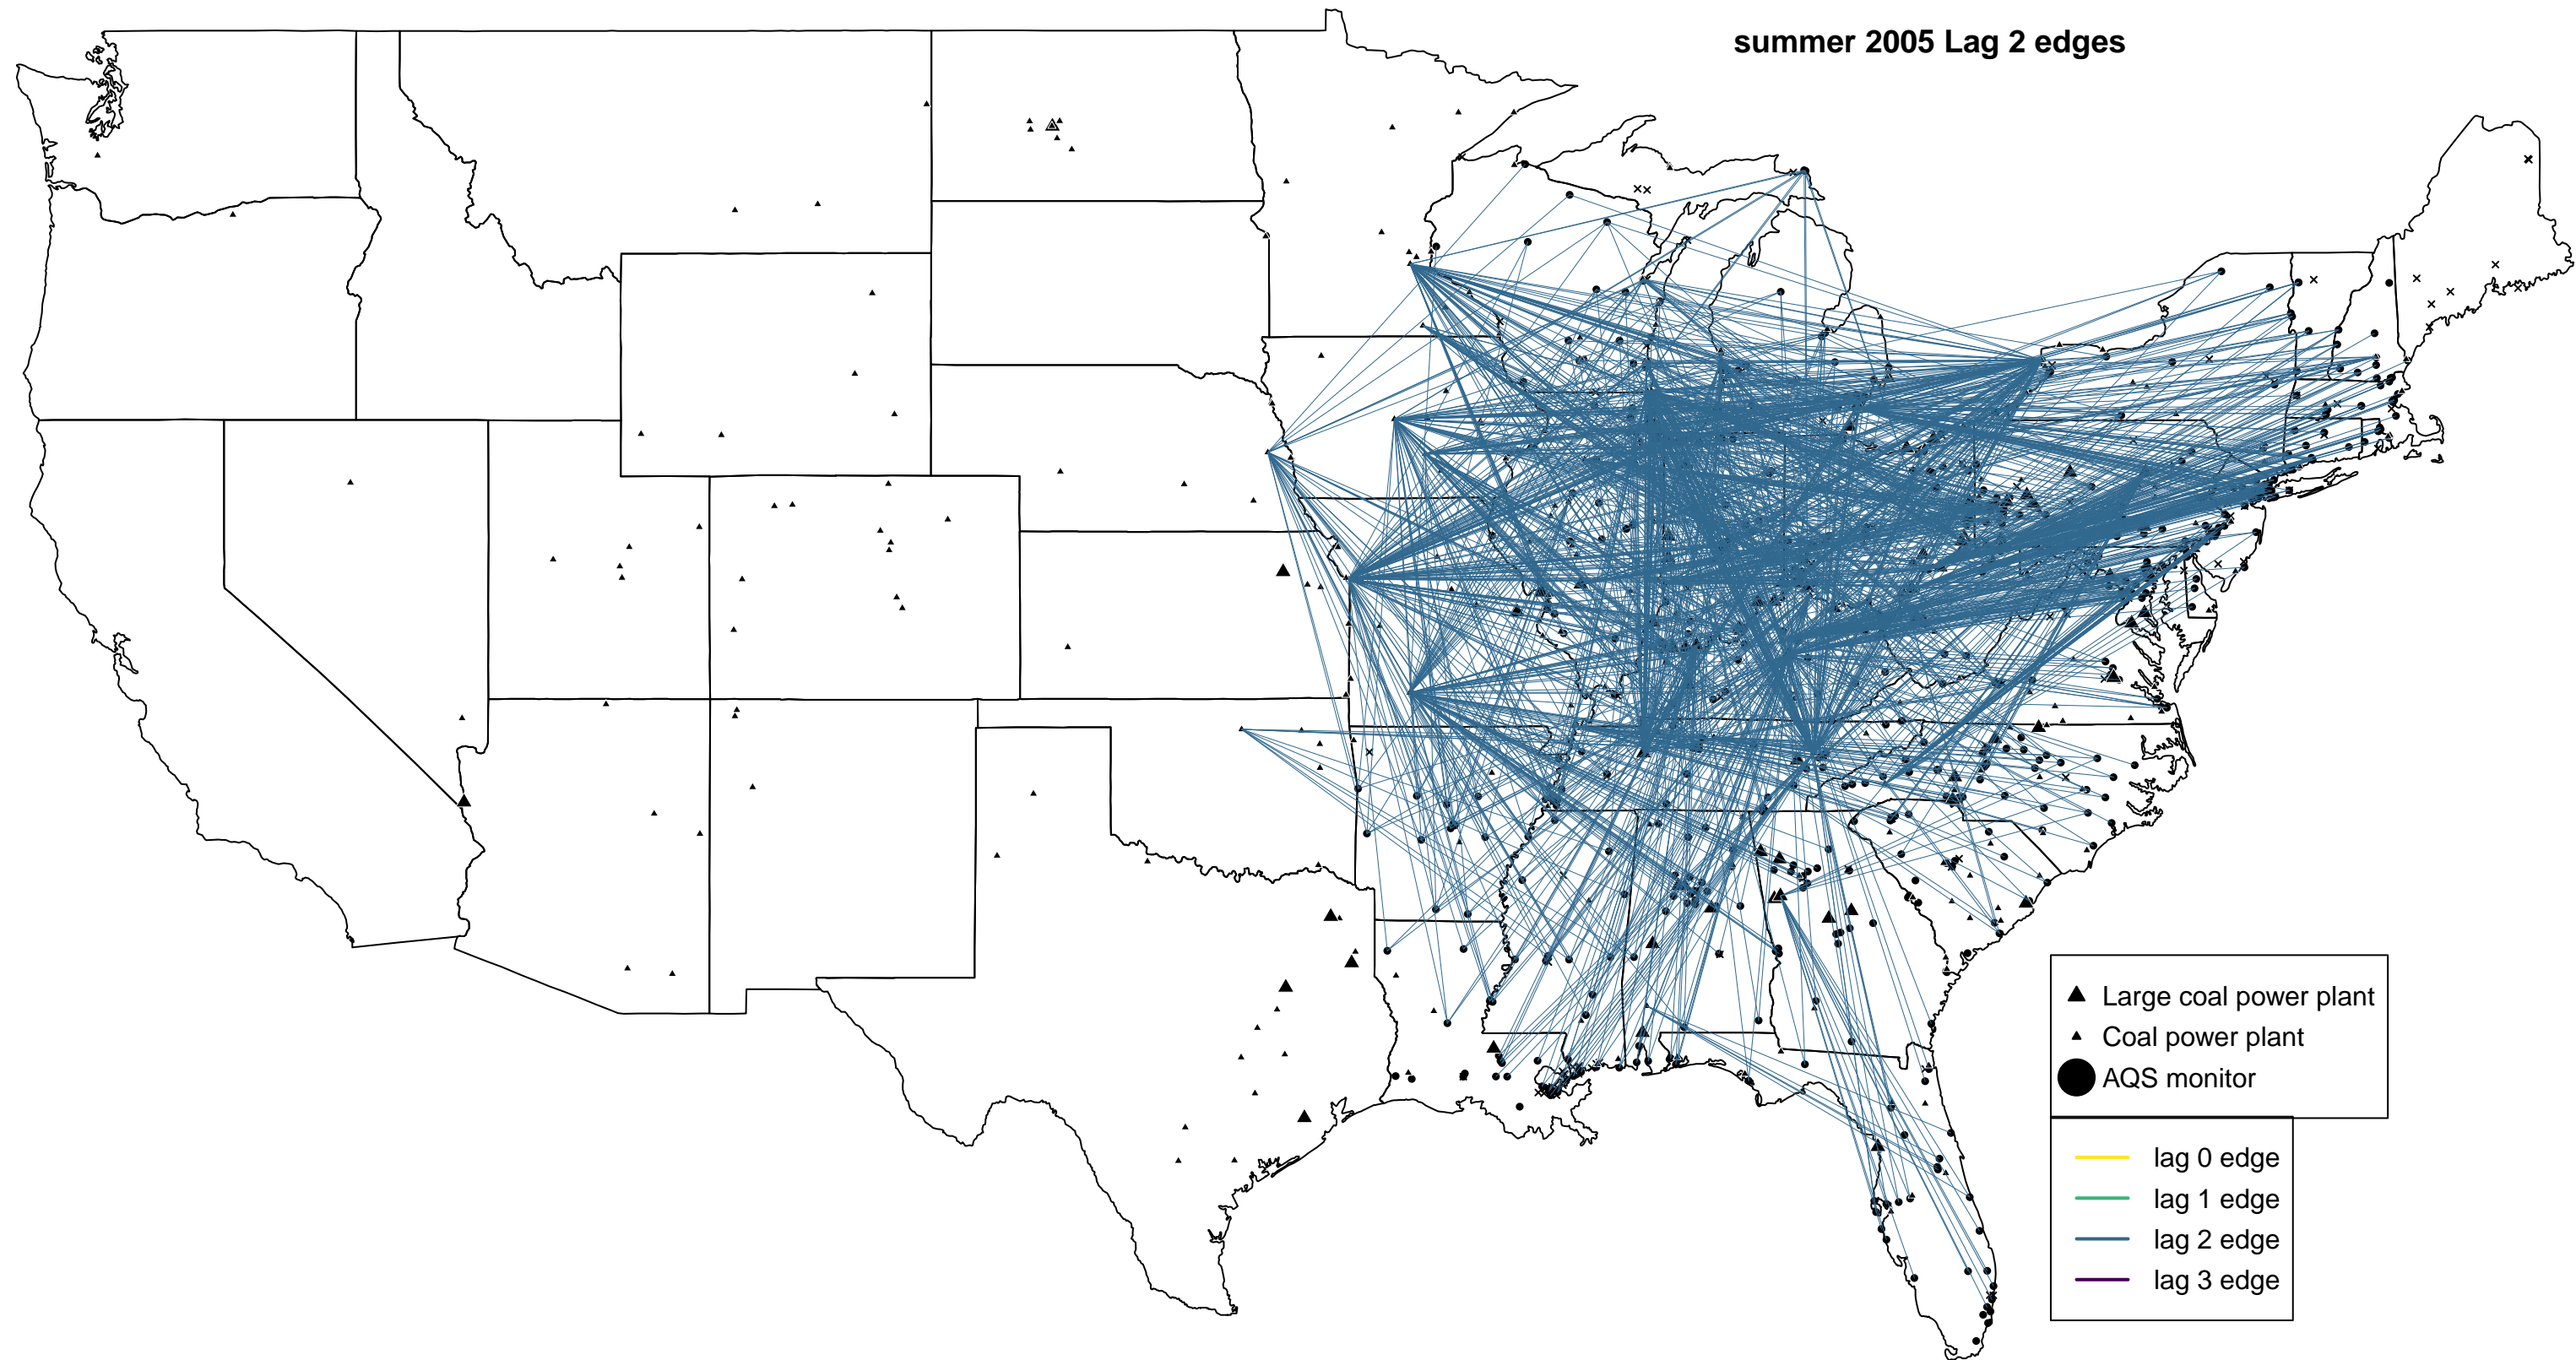 summer 2005 Lag 2 edges
Large coal power plant
Coal power plant
AQS monitor
lag 0 edge
lag 1 edge
lag 2 edge
lag 3 edge